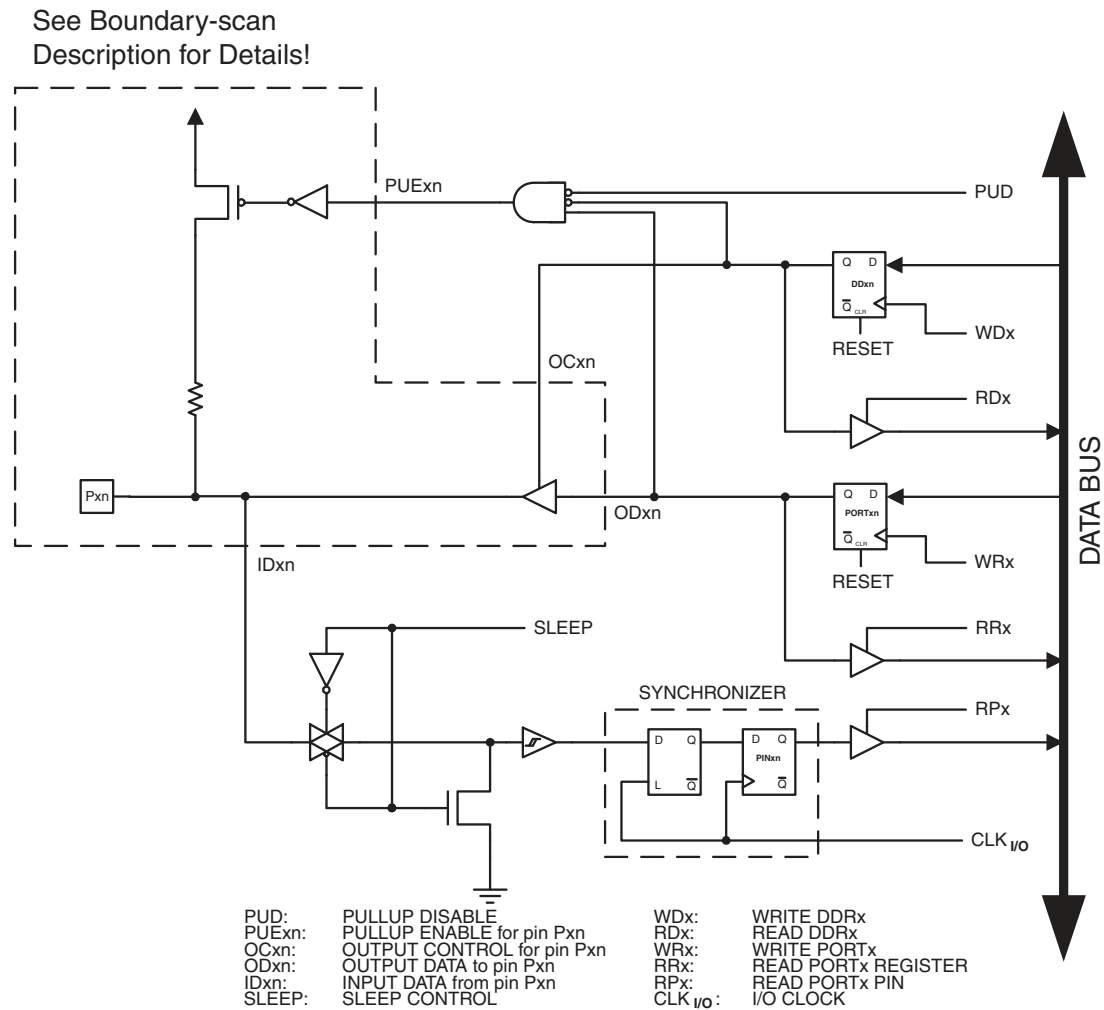 See Boundary-scan
Description for Details!
PUExn
PUD
Q D
DDxn
Q CLR
WDx
RESET
OCxn
RDx
Pxn
ODxn
Q D
PORTxn
Q CLR
WRx
RESET
IDxn
SLEEP
RRx
SYNCHRONIZER
RPx
D Q
L Q
D Q
PINxn
Q
CLK I/O
DATA BUS
PUD: PULLUP DISABLE
PUExn: PULLUP ENABLE for pin Pxn
OCxn: OUTPUT CONTROL for pin Pxn
ODxn: OUTPUT DATA to pin Pxn
IDxn: INPUT DATA from pin Pxn
SLEEP: SLEEP CONTROL
WDx: WRITE DDRx
RDx: READ DDRx
WRx: WRITE PORTx
RRx: READ PORTx REGISTER
RPx: READ PORTx PIN
CLK I/O: I/O CLOCK